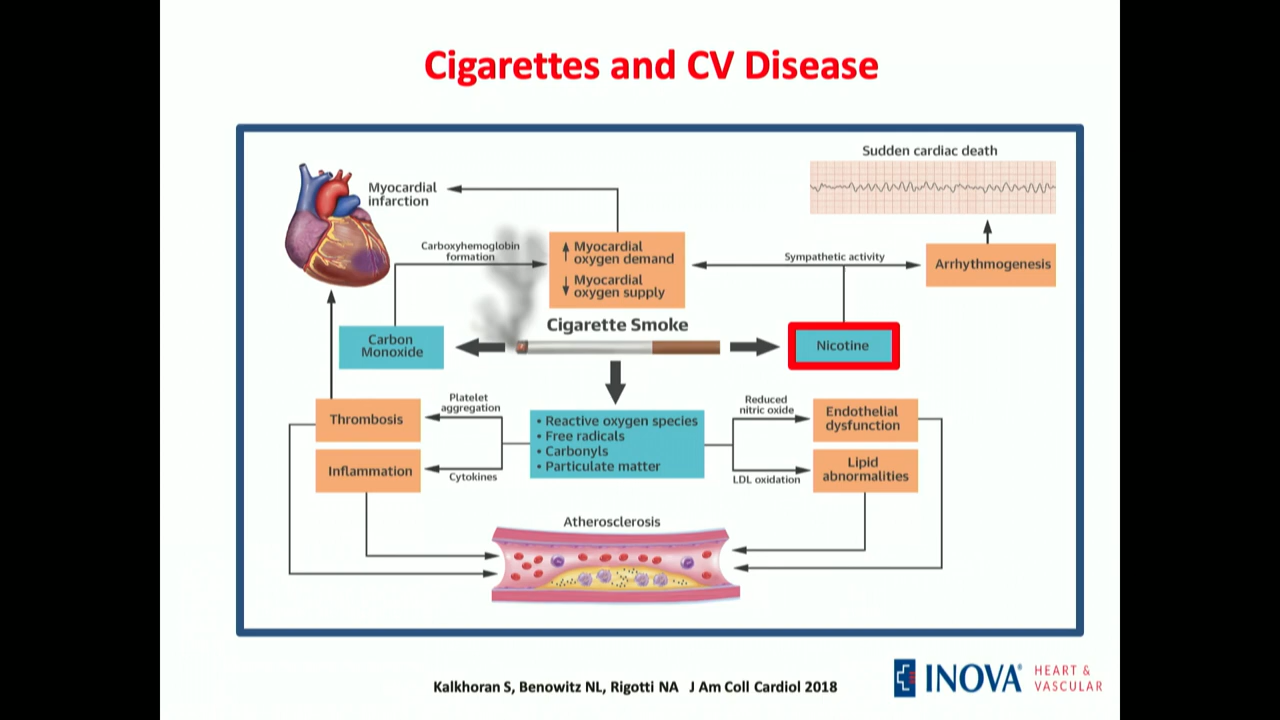 Cigarettes and CV Disease
Sudden cardiac death
Myocardial
infarction
Carboxyhemoglobin
formation
Myocardial
oxygen demand
Myocardial
oxygen supply
Sympathetic activity
Arrhythmogenesis
Cigarette Smoke
Carbon
Monoxide
Nicotine
Thrombosis
Platelet
aggregation
• Reactive oxygen species
• Free radicals
• Carbonyls
• Particulate matter
Reduced
nitric oxide
Endothelial
dysfunction
Inflammation
Cytokines
LDL oxidation
Lipid
abnormalities
Atherosclerosis
Kalkhoran S, Benowitz NL, Rigotti NA J Am Coll Cardiol 2018
INOVA®
HEART &
VASCULAR